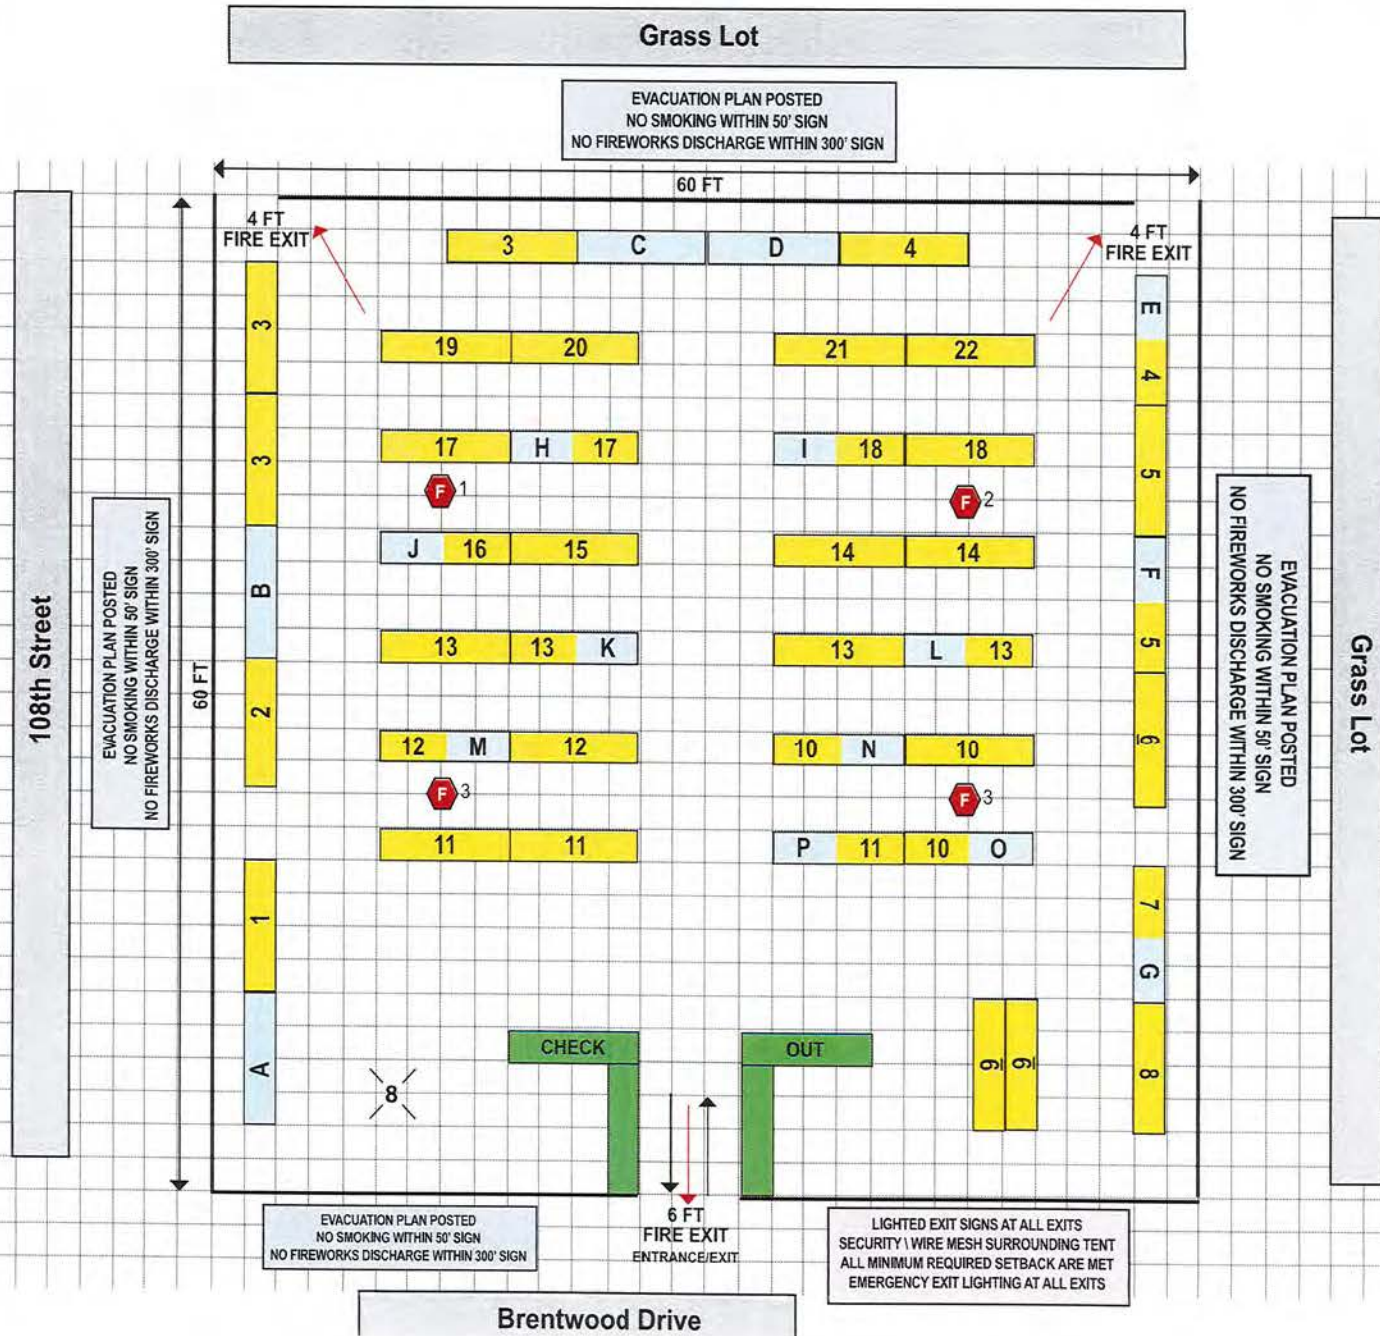 Grass Lot
EVACUATION PLAN POSTED
NO SMOKING WITHIN 50' SIGN
NO FIREWORKS DISCHARGE WITHIN 300' SIGN
60 FT
4 FT
FIRE EXIT
3 C D 4
4 FT
FIRE EXIT
108th Street
EVACUATION PLAN POSTED
NO SMOKING WITHIN 50' SIGN
NO FIREWORKS DISCHARGE WITHIN 300' SIGN
60 FT
3
3
B
2
1
A
19 20
21 22
17 H 17
I 18 18
F 1
F 2
J 16 15
14 14
13 13 K
13 L 13
12 M 12
10 N 10
F 3
F 3
11 11
P 11 10 O
E
4
5
F
5
6
7
G
8
EVACUATION PLAN POSTED
NO SMOKING WITHIN 50' SIGN
NO FIREWORKS DISCHARGE WITHIN 300' SIGN
Grass Lot
CHECK
OUT
8
6 6
EVACUATION PLAN POSTED
NO SMOKING WITHIN 50' SIGN
NO FIREWORKS DISCHARGE WITHIN 300' SIGN
6 FT
FIRE EXIT
ENTRANCE/EXIT
LIGHTED EXIT SIGNS AT ALL EXITS
SECURITY \ WIRE MESH SURROUNDING TENT
ALL MINIMUM REQUIRED SETBACK ARE MET
EMERGENCY EXIT LIGHTING AT ALL EXITS
Brentwood Drive